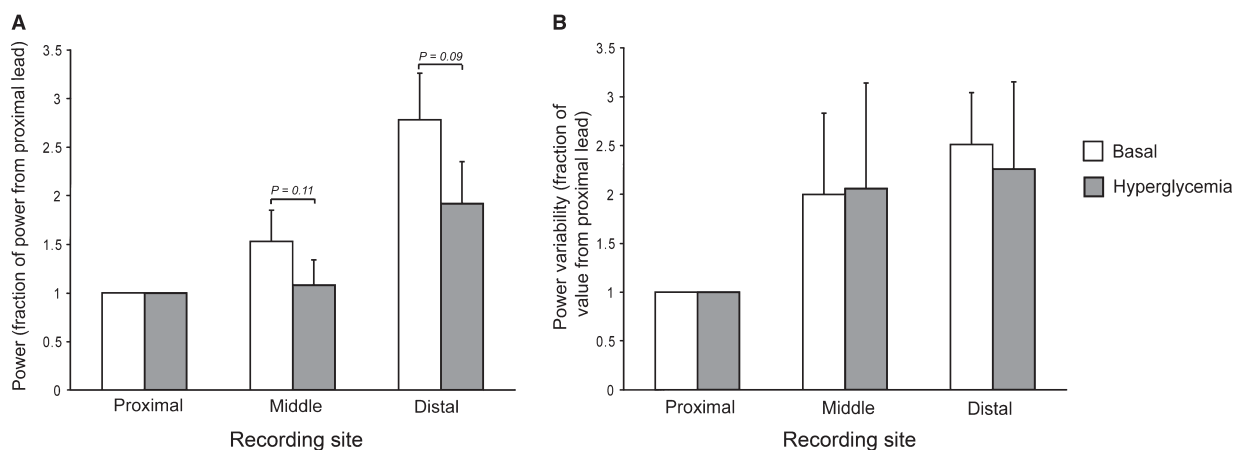 A
Power (fraction of power from proximal lead)
3.5
3
2.5
2
1.5
1
0.5
0
P = 0.11
P = 0.09
Proximal
Middle
Distal
Recording site
B
Power variability (fraction of
value from proximal lead)
3.5
3
2.5
2
1.5
1
0.5
0
Proximal
Middle
Distal
Recording site
Basal
Hyperglycemia